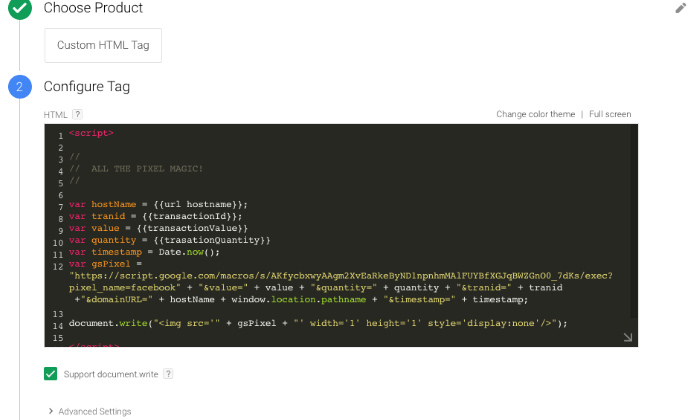 Choose Product
Custom HTML Tag
2
Configure Tag
HTML ?
Change color theme | Full screen
1 <script>
2
3 //
4 //  ALL THE PIXEL MAGIC!
5 //
6
7 var hostName = {{url hostname}};
8 var tranid = {{transactionId}};
9 var value = {{transactionValue}}
10 var quantity = {{trasationQuantity}}
11 var timestamp = Date.now();
12 var gsPixel =
"https://script.google.com/macros/s/AKfycbxwyAAgm2XvEaRkeByNDlnpnhmMAlFUYBfXGJqBWZGnO0_7dKs/exec?
pixel_name=facebook" + "&value=" + value + "&quantity=" + quantity + "&tranid=" + tranid
+"&domainURL=" + hostName + window.location.pathname + "&timestamp=" + timestamp;
13
14 document.write("<img src='" + gsPixel + "' width='1' height='1' style='display:none'/>");
15
</script>
Support document.write ?
Advanced Settings